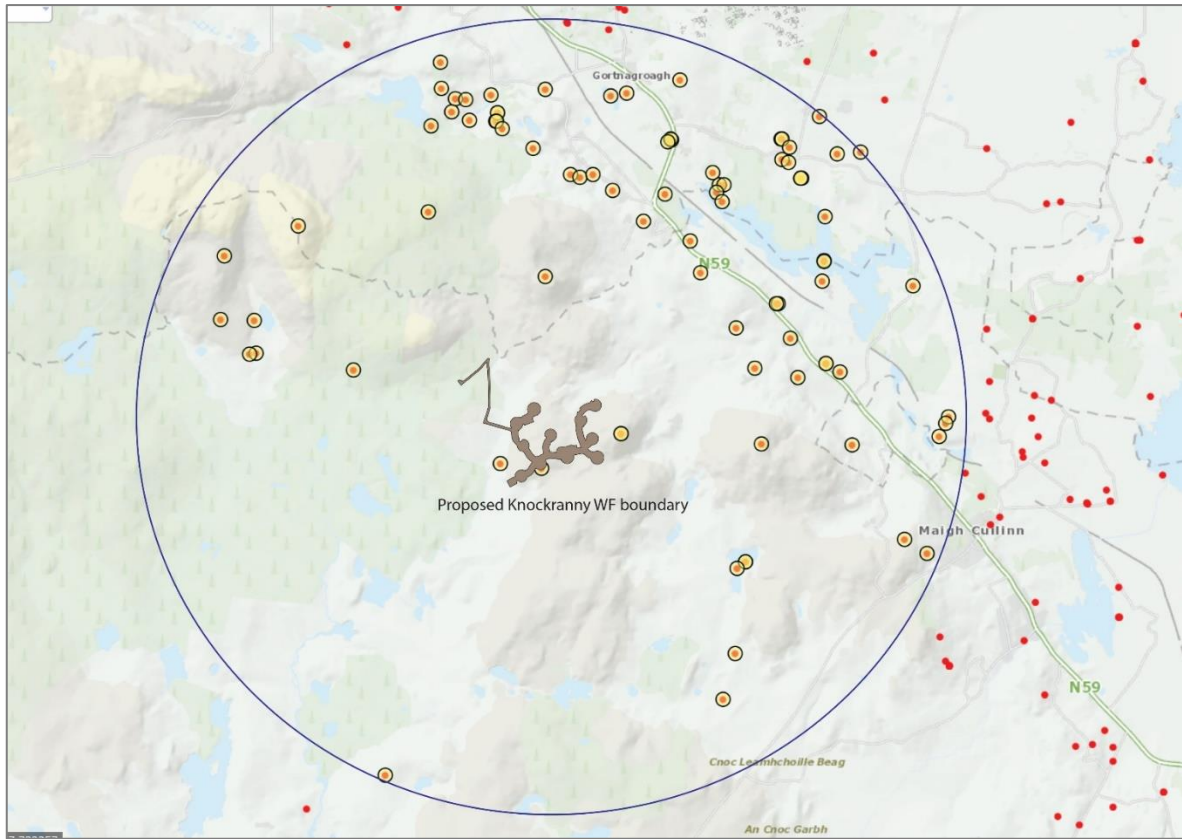 Gortnagroagh
N59
Proposed Knockranny WF boundary
Maigh Cullinn
N59
Cnoc Leamhchoille Beag
An Cnoc Garbh